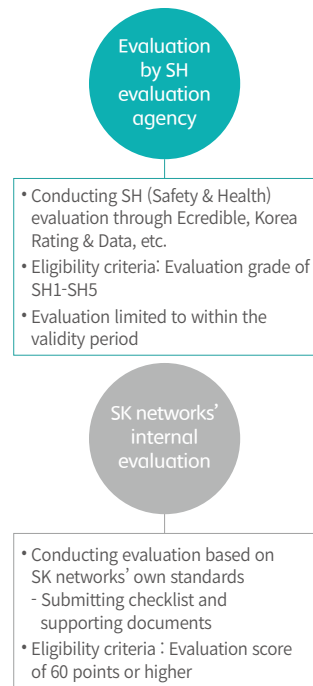 Evaluation
by SH
evaluation
agency
• Conducting SH (Safety & Health)
evaluation through Ecredible, Korea
Rating & Data, etc.
• Eligibility criteria: Evaluation grade of
SH1-SH5
• Evaluation limited to within the
validity period
SK networks’
internal
evaluation
• Conducting evaluation based on
SK networks’ own standards
- Submitting checklist and
supporting documents
• Eligibility criteria : Evaluation score
of 60 points or higher